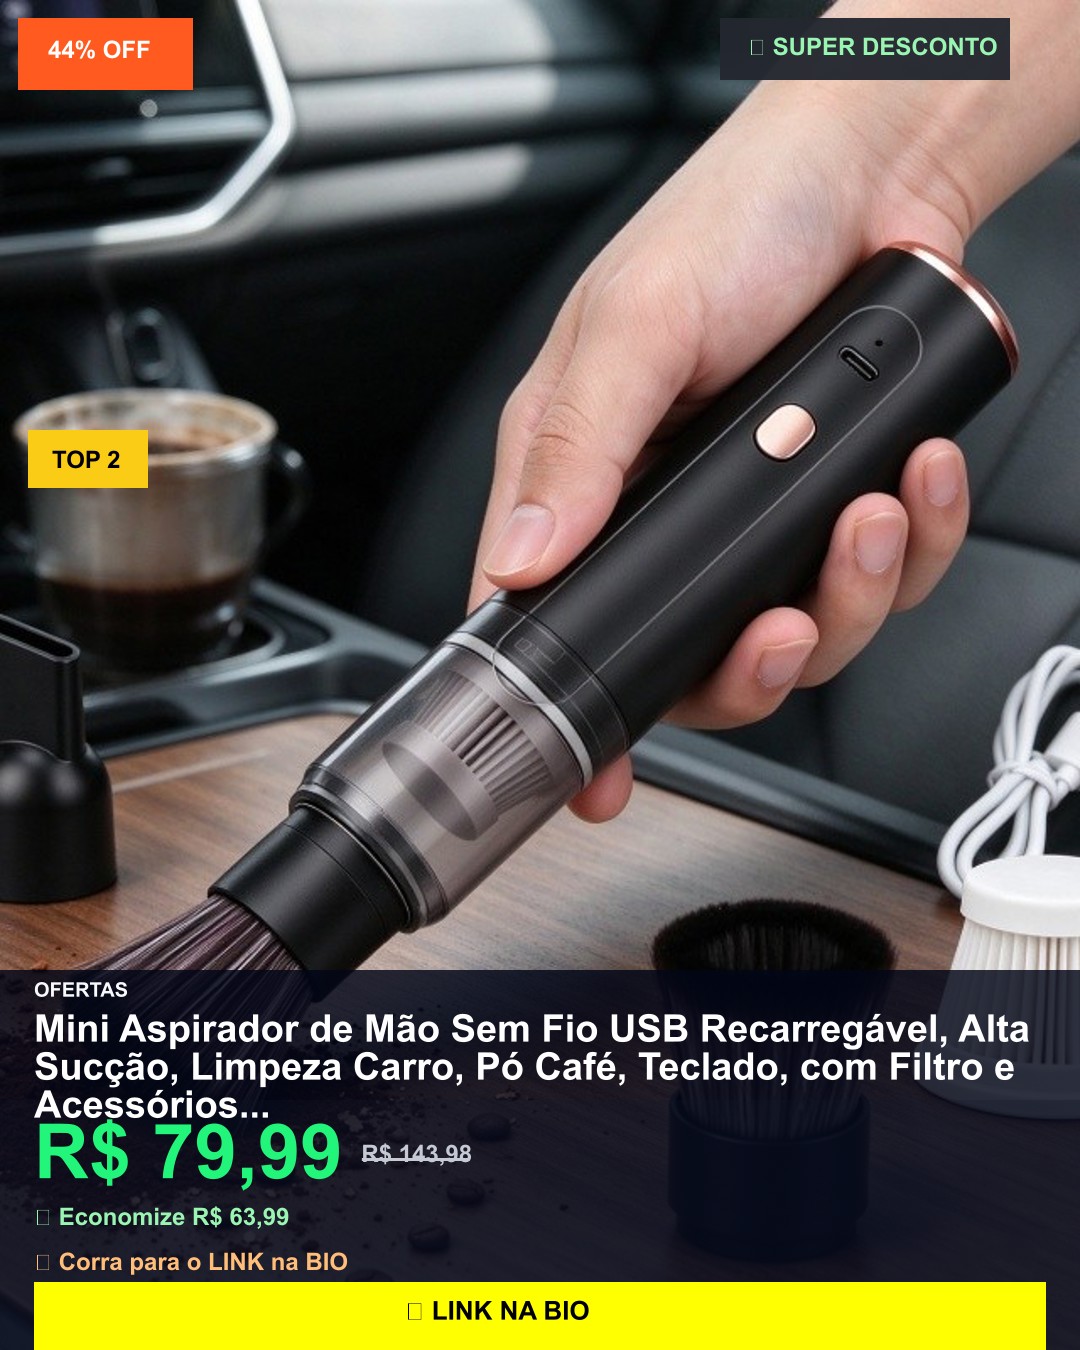 44% OFF
SUPER DESCONTO
TOP 2
OFERTAS
Mini Aspirador de Mão Sem Fio USB Recarregável, Alta
Sucção, Limpeza Carro, Pó Café, Teclado, com Filtro e
Acessórios...
R$ 79,99 R$ 143,98
Economize R$ 63,99
Corra para o LINK na BIO
LINK NA BIO